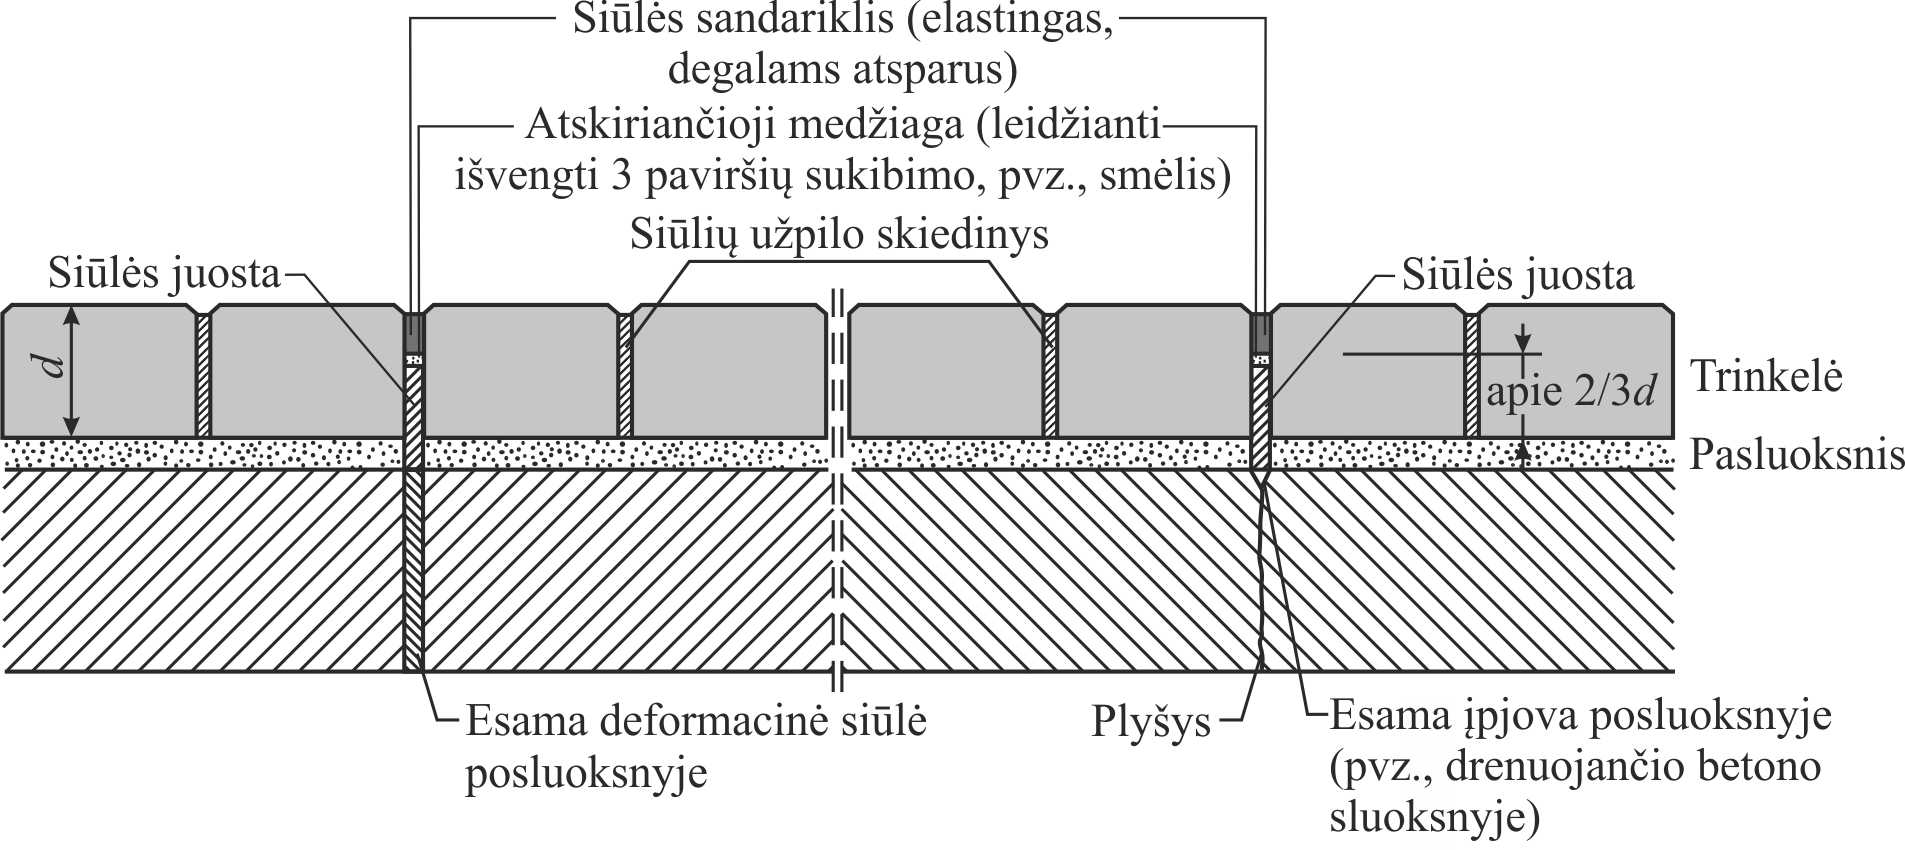 Siūlės sandariklis (elastingas,
degalams atsparus)
Atskiriančioji medžiaga (leidžianti
išvengti 3 paviršių sukibimo, pvz., smėlis)
Siūlių užpilo skiedinys
Siūlės juosta
Siūlės juosta
d
apie 2/3d
Trinkelė
Pasluoksnis
Esama deformacinė siūlė
posluoksnyje
Plyšys
Esama įpjova posluoksnyje
(pvz., drenuojančio betono
sluoksnyje)